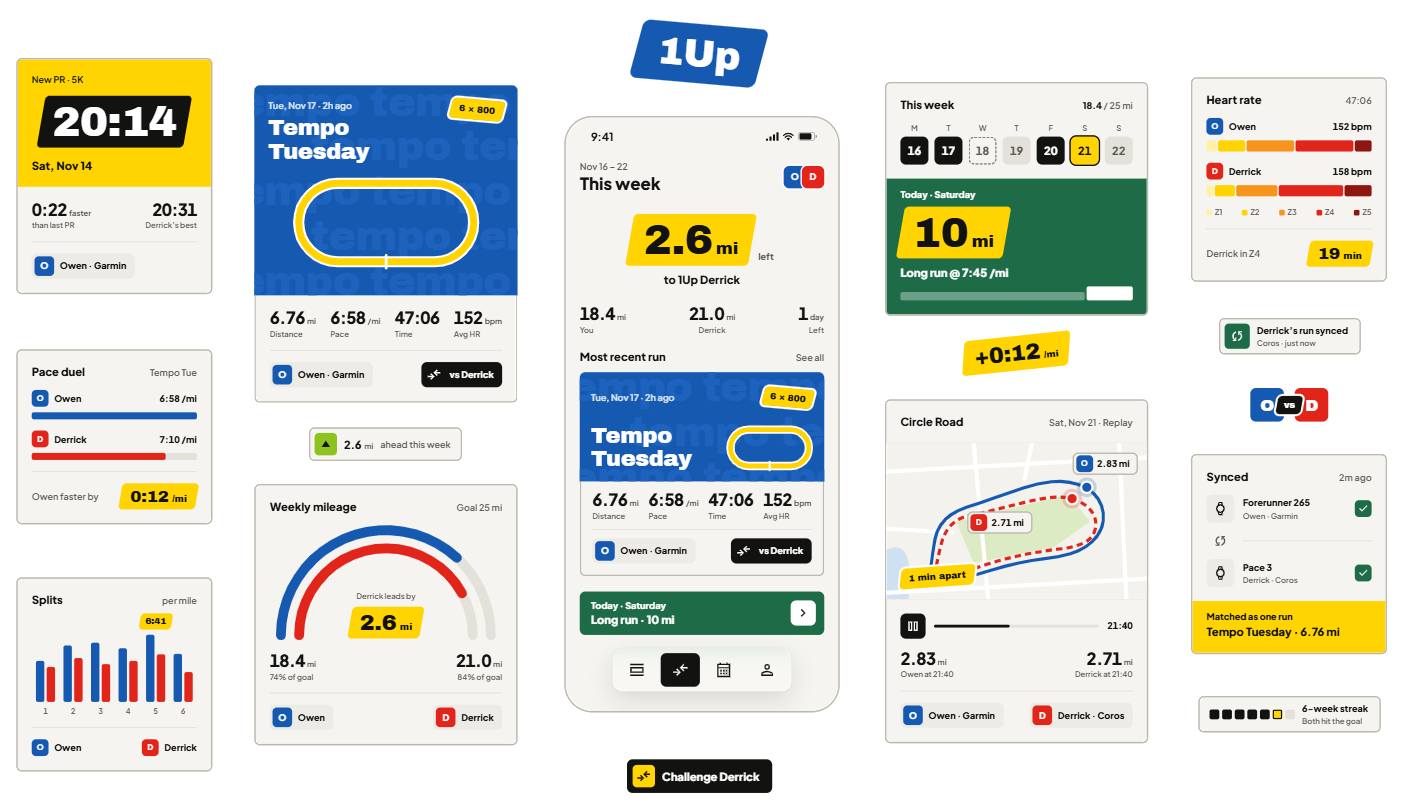 1Up
New PR · 5K
20:14
Sat, Nov 14
0:22 faster
than last PR
20:31
Derrick's best
O Owen · Garmin
Pace duel
Tempo Tue
O Owen
6:58 /mi
D Derrick
7:10 /mi
Owen faster by
0:12 /mi
Splits
per mile
6:41
1 2 3 4 5 6
O Owen
D Derrick
Tue, Nov 17 · 2h ago
6 × 800
Tempo
Tuesday
6.76 mi
Distance
6:58 /mi
Pace
47:06
Time
152 bpm
Avg HR
O Owen · Garmin
vs Derrick
2.6 mi ahead this week
Weekly mileage
Goal 25 mi
Derrick leads by
2.6 mi
18.4 mi
74% of goal
21.0 mi
84% of goal
O Owen
D Derrick
9:41
Nov 16 – 22
This week
O D
2.6 mi
left
to 1Up Derrick
18.4 mi
You
21.0 mi
Derrick
1 day
Left
Most recent run
See all
Tue, Nov 17 · 2h ago
6 × 800
Tempo
Tuesday
6.76 mi
Distance
6:58 /mi
Pace
47:06
Time
152 bpm
Avg HR
O Owen · Garmin
vs Derrick
Today · Saturday
Long run · 10 mi
Challenge Derrick
This week
18.4 / 25 mi
M T W T F S S
16 17 18 19 20 21 22
Today · Saturday
10 mi
Long run @ 7:45 /mi
+0:12 /mi
Circle Road
Sat, Nov 21 · Replay
O 2.83 mi
D 2.71 mi
1 min apart
21:40
2.83 mi
Owen at 21:40
2.71 mi
Derrick at 21:40
O Owen · Garmin
D Derrick · Coros
Heart rate
47:06
O Owen
152 bpm
D Derrick
158 bpm
Z1 Z2 Z3 Z4 Z5
Derrick in Z4
19 min
Derrick's run synced
Coros · just now
O vs D
Synced
2m ago
Forerunner 265
Owen · Garmin
Pace 3
Derrick · Coros
Matched as one run
Tempo Tuesday · 6.76 mi
6-week streak
Both hit the goal